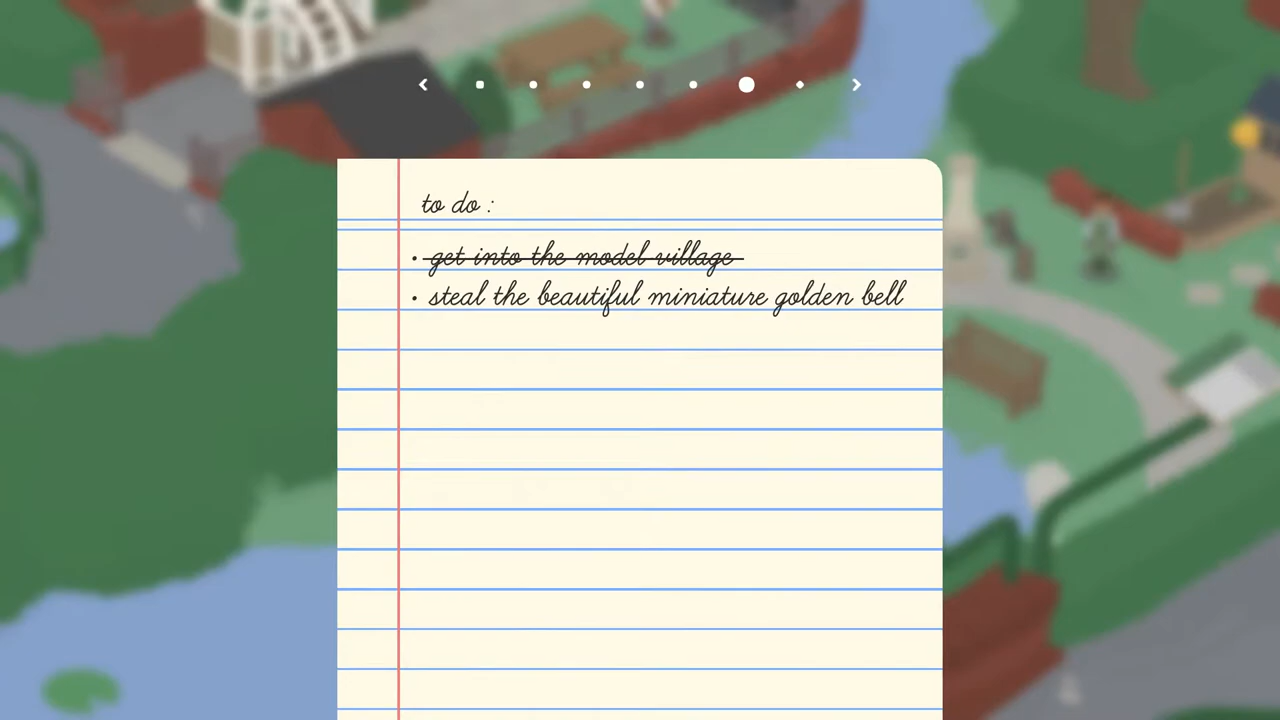 to do :
• get into the model village
• steal the beautiful miniature golden bell